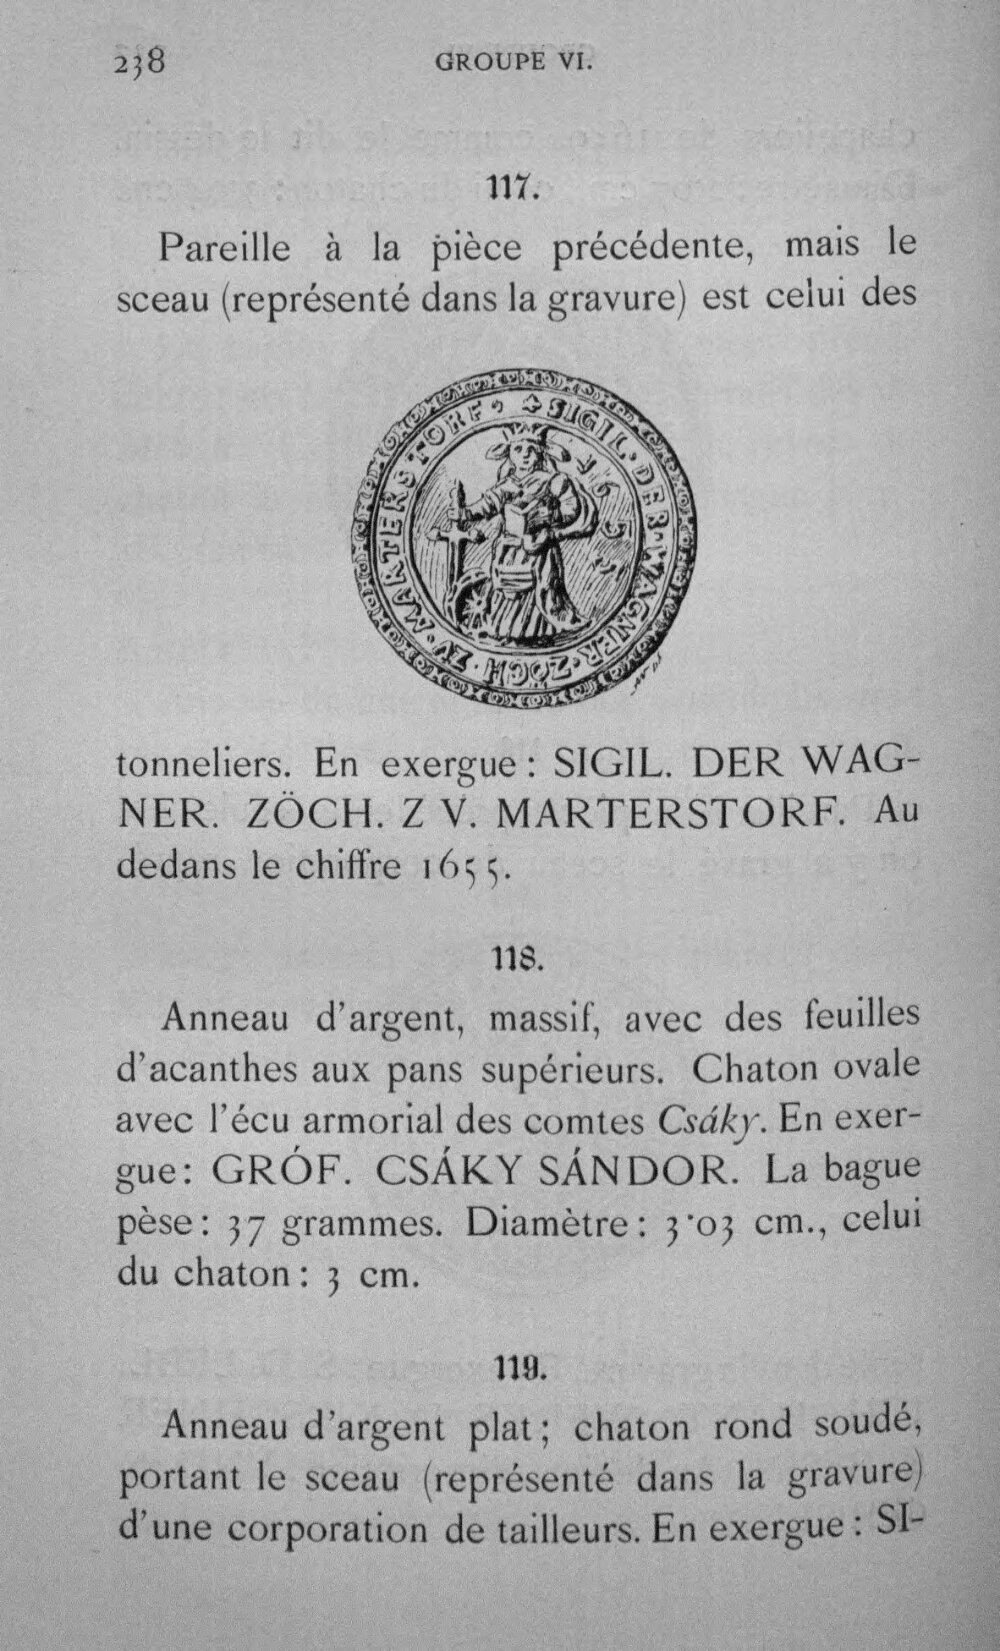 238
GROUPE VI.
117.
Pareille à la pièce précédente, mais le
sceau (représenté dans la gravure) est celui des
✠ SIGIL · DER · WAGNER · ZÖCH · ZV · MARTERSTORF ·
tonneliers. En exergue : SIGIL. DER WAG-
NER. ZÖCH. Z V. MARTERSTORF. Au
dedans le chiffre 1655.
118.
Anneau d'argent, massif, avec des feuilles
d'acanthes aux pans supérieurs. Chaton ovale
avec l'écu armorial des comtes Csáky. En exer-
gue : GRÓF. CSÁKY SÁNDOR. La bague
pèse : 37 grammes. Diamètre : 3·03 cm., celui
du chaton : 3 cm.
119.
Anneau d'argent plat ; chaton rond soudé,
portant le sceau (représenté dans la gravure)
d'une corporation de tailleurs. En exergue : SI-